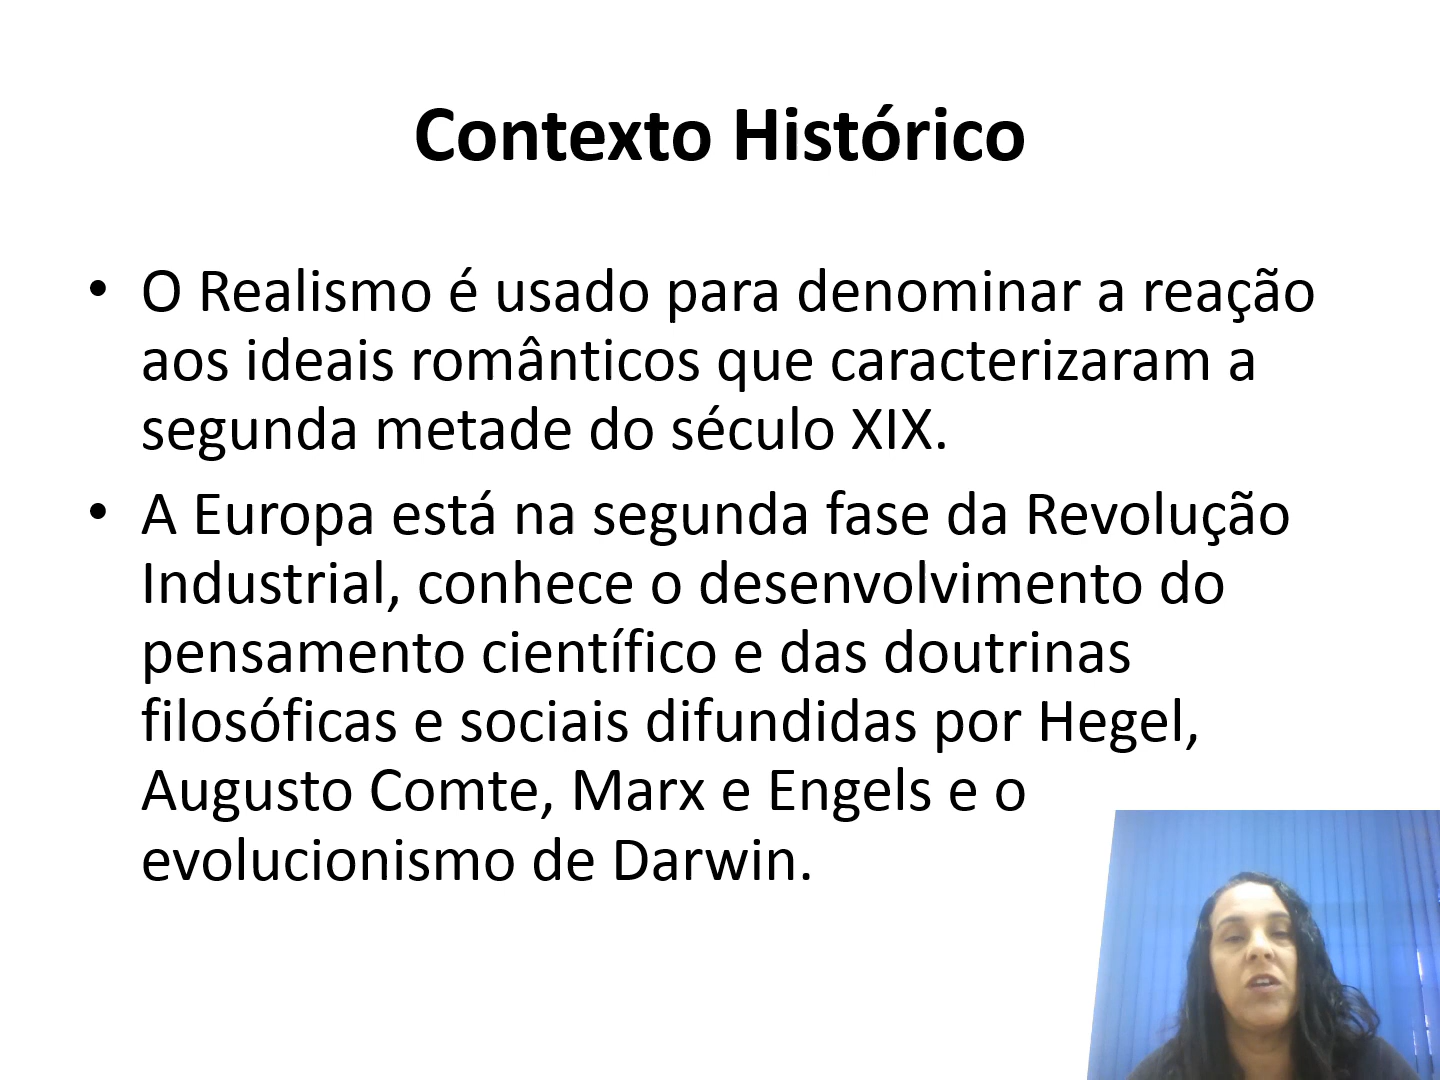 Contexto Histórico
• O Realismo é usado para denominar a reação
aos ideais românticos que caracterizaram a
segunda metade do século XIX.
• A Europa está na segunda fase da Revolução
Industrial, conhece o desenvolvimento do
pensamento científico e das doutrinas
filosóficas e sociais difundidas por Hegel,
Augusto Comte, Marx e Engels e o
evolucionismo de Darwin.